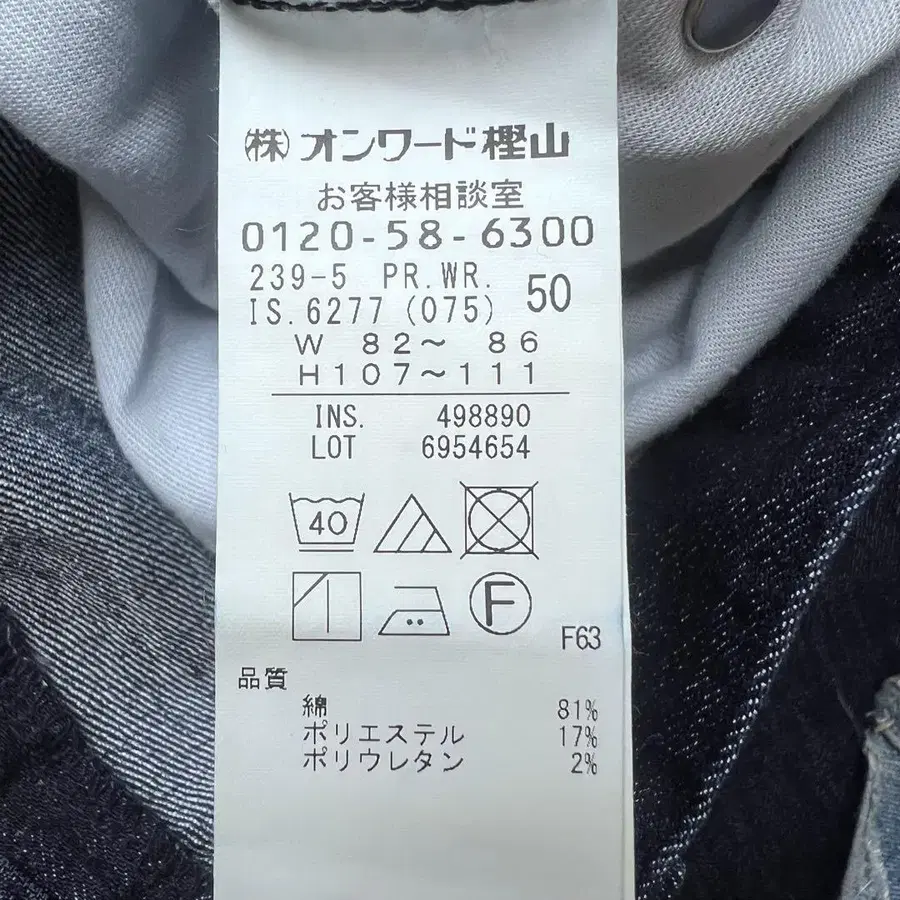 ㈱オンワード樫山
お客様相談室
0120-58-6300
239-5 PR.WR.
50
IS.6277(075)
W 82～ 86
H107～111
INS. 498890
LOT 6954654
40
F
F63
品質
綿 81%
ポリエステル 17%
ポリウレタン 2%